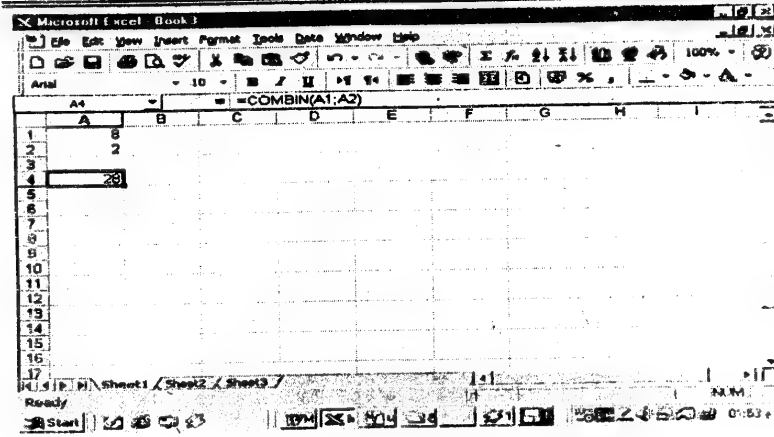 Microsoft Excel - Book3
File Edit View Insert Format Tools Data Window Help
100%
Arial 10 B I U
A4 = =COMBIN(A1;A2)
A B C D E F G H I
1 8
2 2
3
4 28
5
6
7
8
9
10
11
12
13
14
15
16
17
Sheet1 Sheet2 Sheet3
Ready NUM
Start